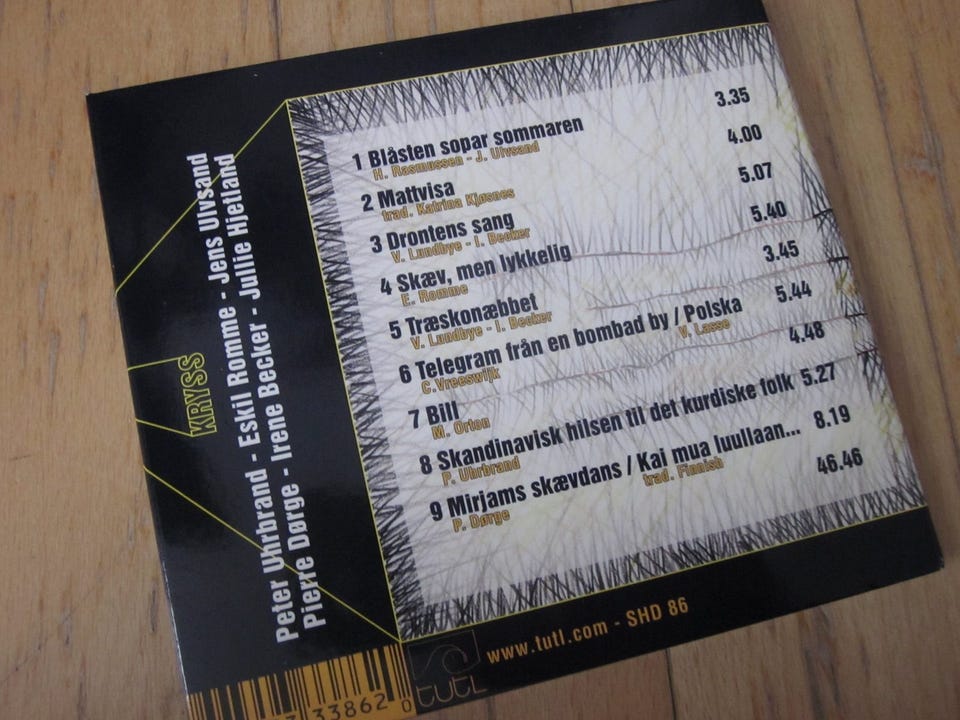 1 Blåsten sopar sommaren 3.35
H. Rasmussen - J. Ulvsand
2 Mattvisa 4.00
trad. Katrina Kjøsnes
3 Drontens sang 5.07
V. Lundbye - I. Becker
4 Skæv, men lykkelig 5.40
E. Romme
5 Træskonæbbet 3.45
V. Lundbye - I. Becker
6 Telegram från en bombad by / Polska 5.44
C. Vreeswijk V. Lasse
7 Bill 4.48
M. Orton
8 Skandinavisk hilsen til det kurdiske folk 5.27
P. Uhrbrand
9 Mirjams skævdans / Kai mua luullaan... 8.19
P. Dørge trad. Finnish
46.46
KRYSS
Peter Uhrbrand - Eskil Romme - Jens Ulvsand
Pierre Dørge - Irene Becker - Jullie Hjetland
www.tutl.com - SHD 86
TUTL
33862 0